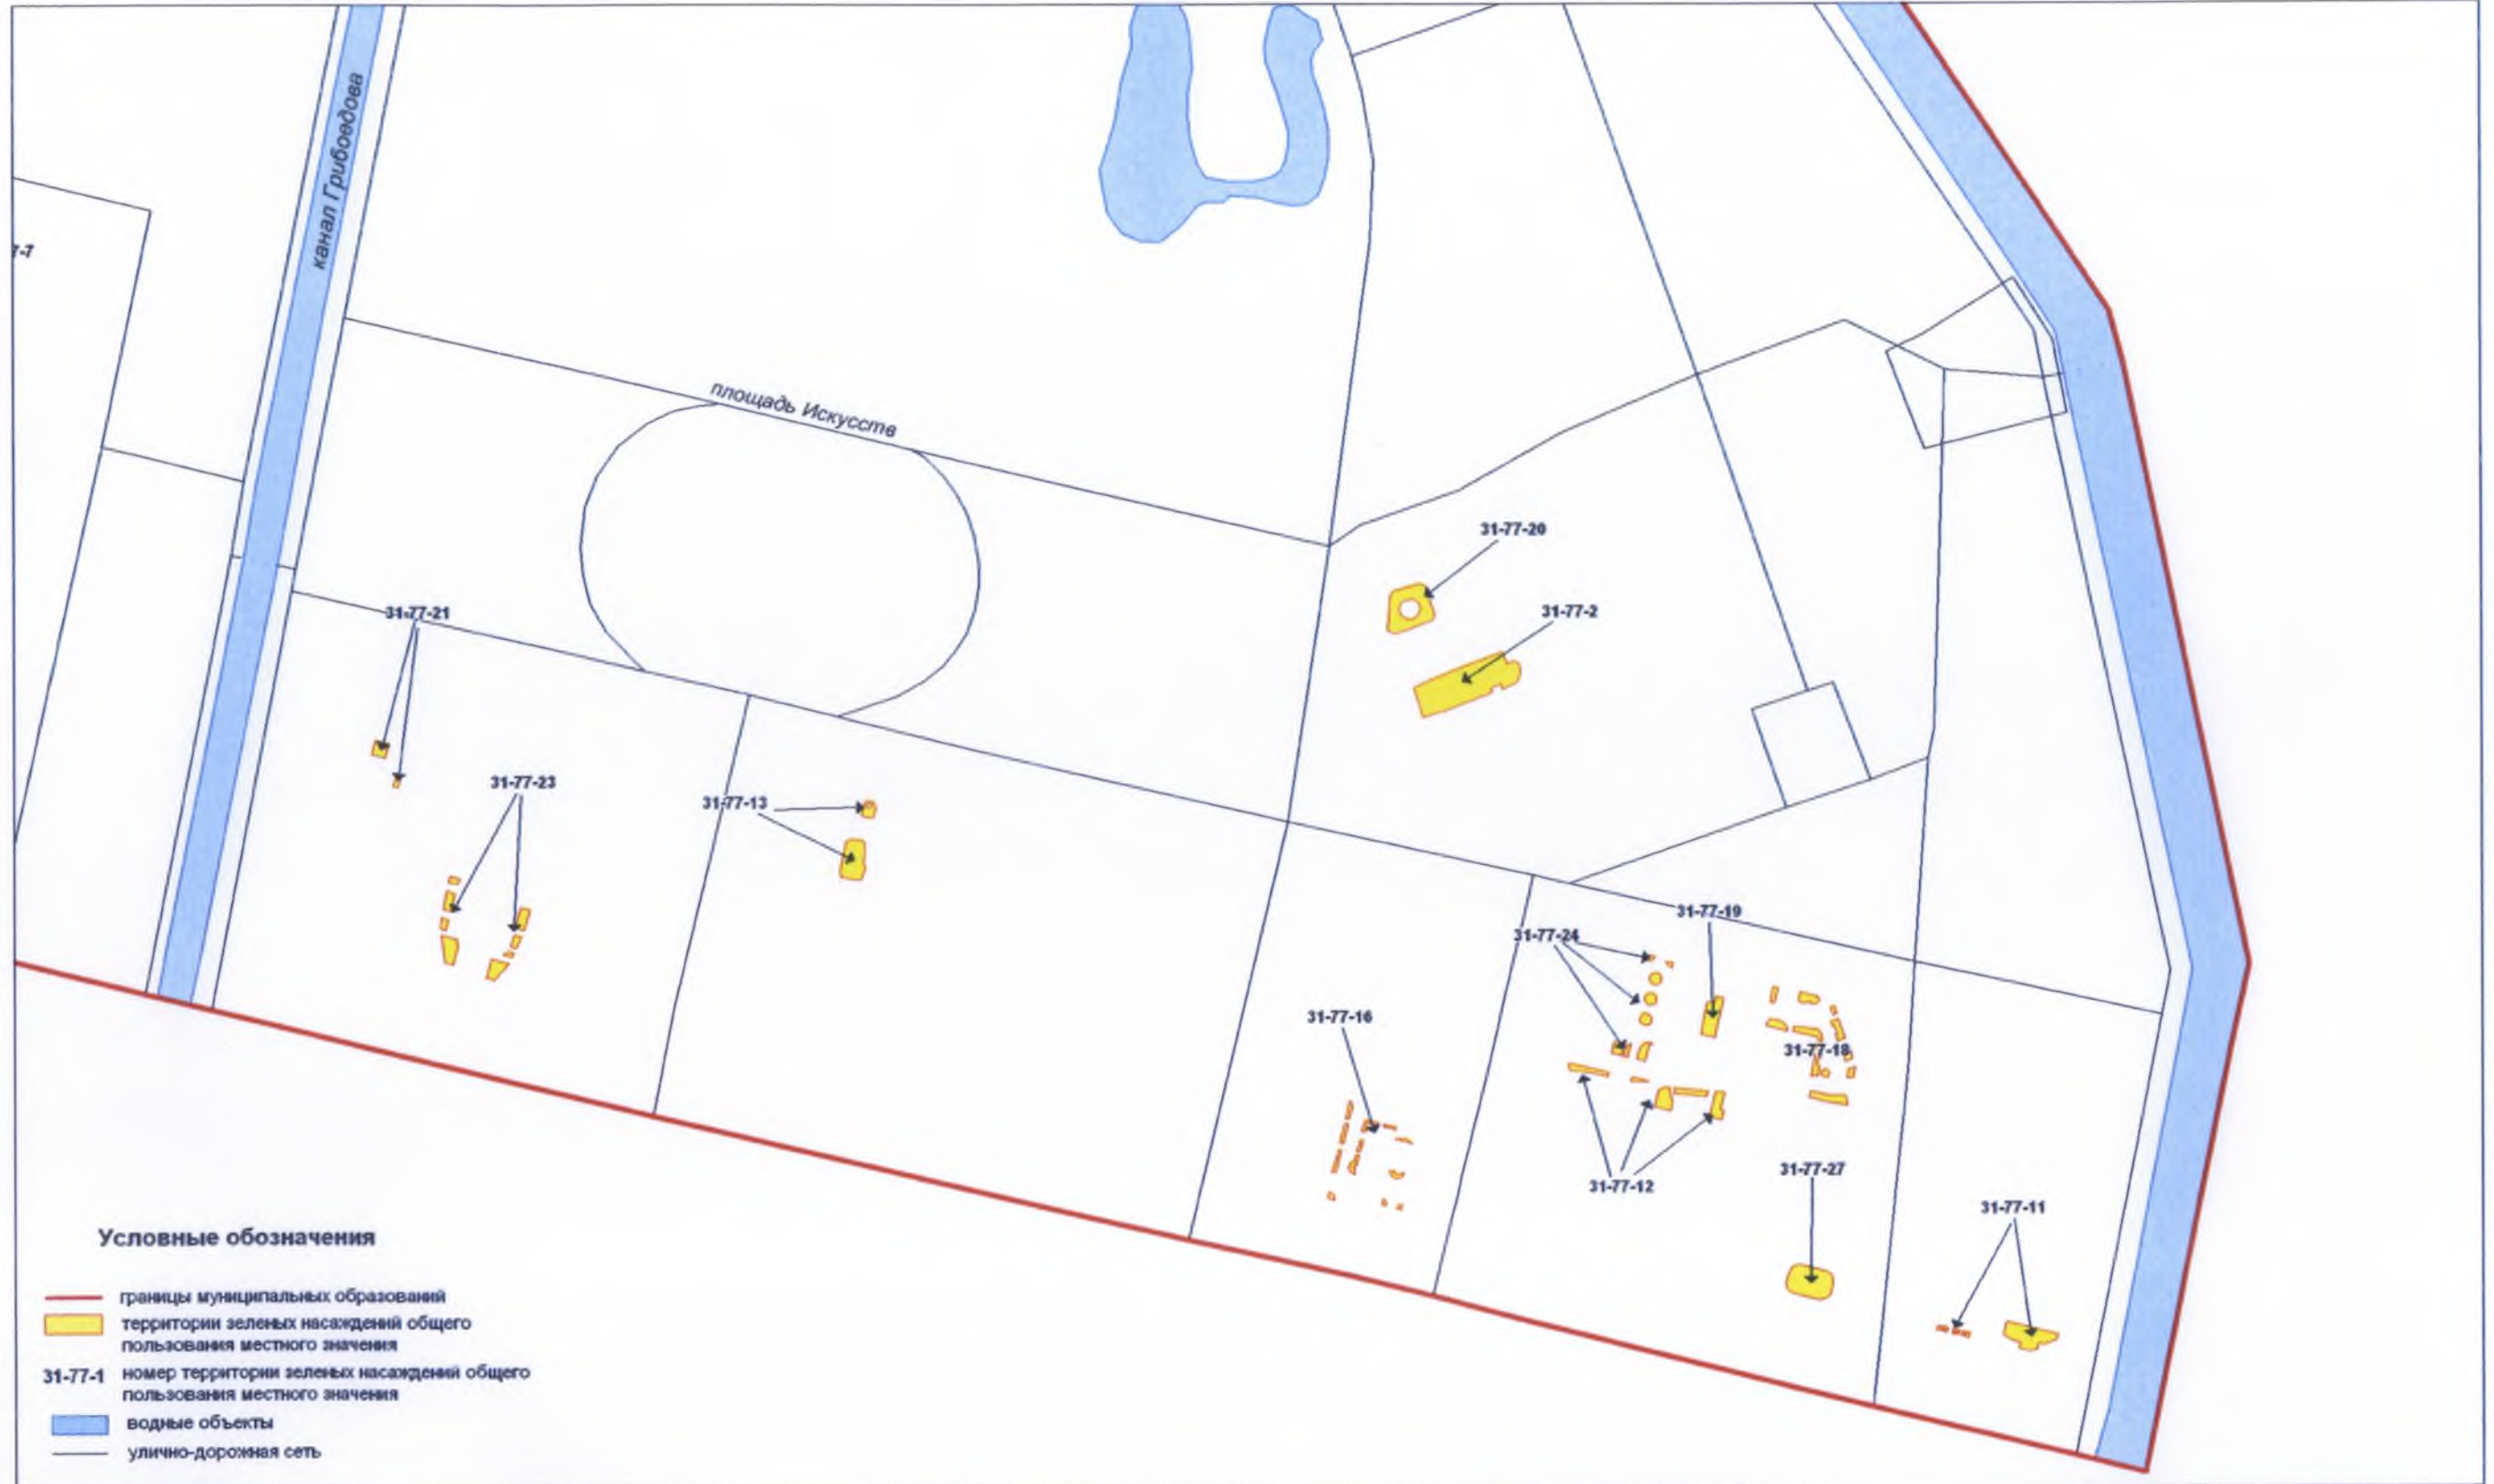 канал Грибоедова
7-7
площадь Искусств
31-77-20
31-77-2
31-77-21
31-77-23
31-77-13
31-77-19
31-77-24
31-77-16
31-77-18
31-77-12
31-77-27
31-77-11
Условные обозначения
границы муниципальных образований
территории зеленых насаждений общего
пользования местного значения
31-77-1 номер территории зеленых насаждений общего
пользования местного значения
водные объекты
улично-дорожная сеть